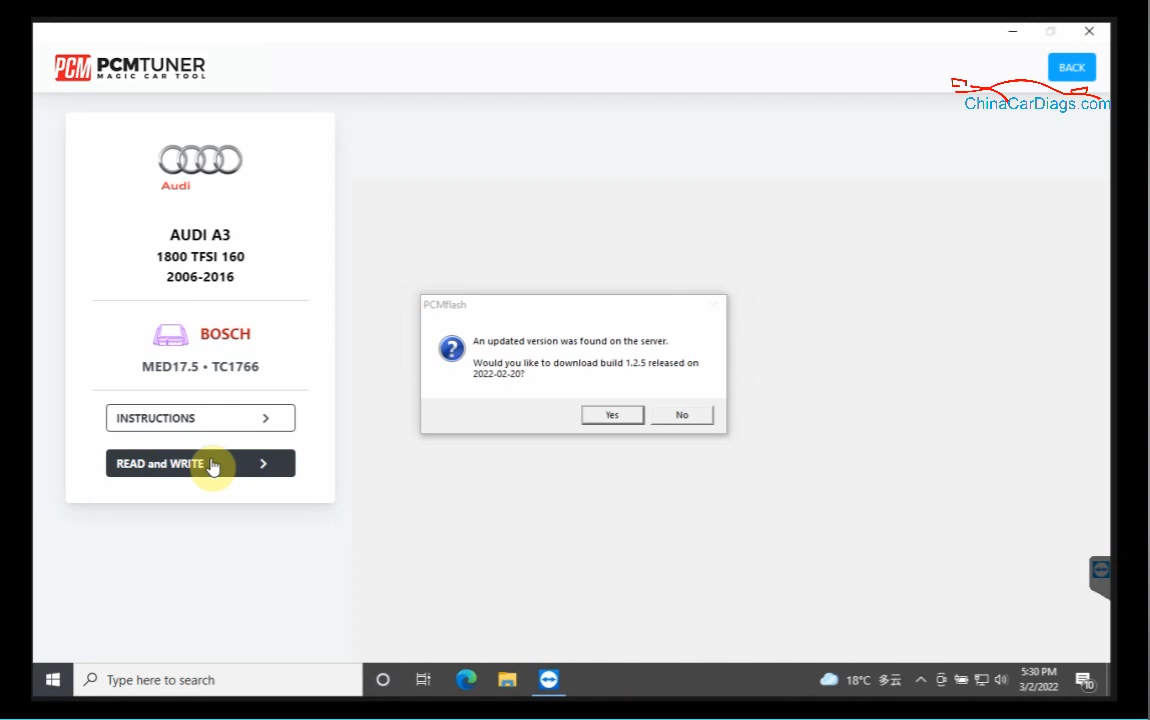 PCM PCMTUNER
MAGIC CAR TOOL
BACK
ChinaCarDiags.com
Audi
AUDI A3
1800 TFSI 160
2006-2016
BOSCH
MED17.5 • TC1766
INSTRUCTIONS
READ and WRITE
PCMflash
An updated version was found on the server.
Would you like to download build 1.2.5 released on
2022-02-20?
Yes No
Type here to search
18°C 多云
5:30 PM
3/2/2022
10